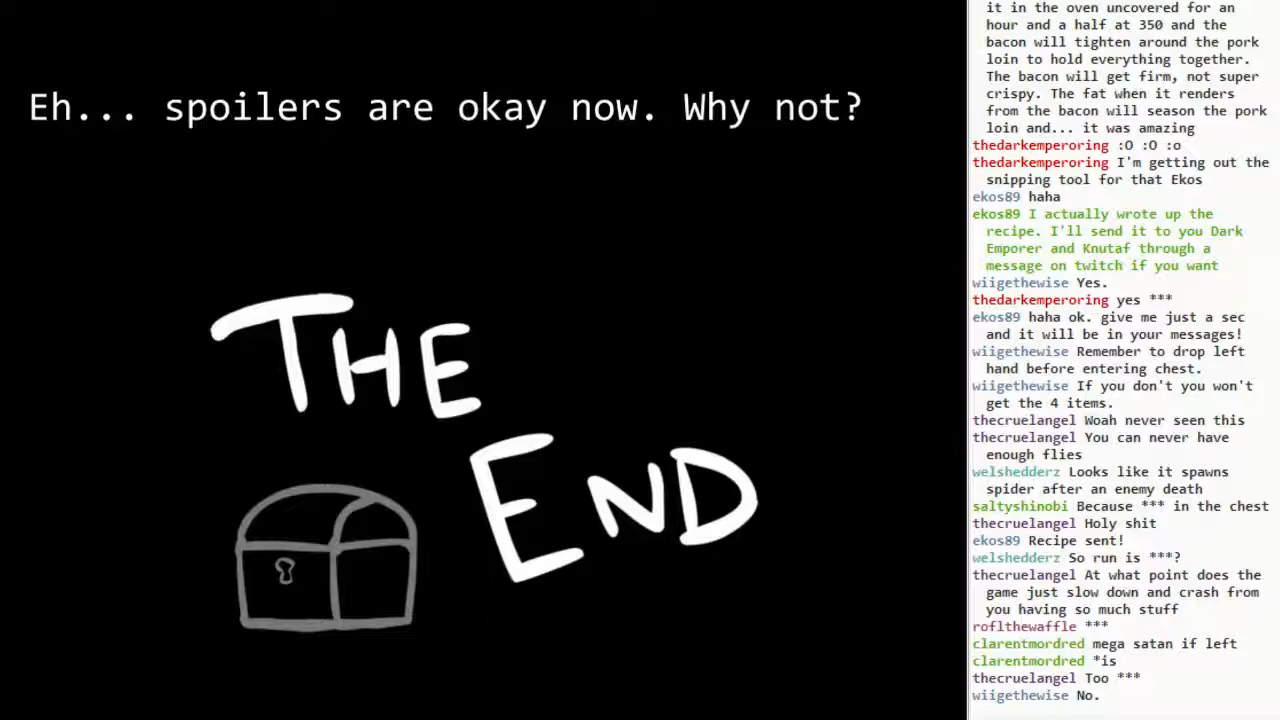 Eh... spoilers are okay now. Why not?
THE
END
it in the oven uncovered for an
hour and a half at 350 and the
bacon will tighten around the pork
loin to hold everything together.
The bacon will get firm, not super
crispy. The fat when it renders
from the bacon will season the pork
loin and... it was amazing
thedarkemperoring :O :O :o
thedarkemperoring I'm getting out the
snipping tool for that Ekos
ekos89 haha
ekos89 I actually wrote up the
recipe. I'll send it to you Dark
Emporer and Knutaf through a
message on twitch if you want
wiigethewise Yes.
thedarkemperoring yes ***
ekos89 haha ok. give me just a sec
and it will be in your messages!
wiigethewise Remember to drop left
hand before entering chest.
wiigethewise If you don't you won't
get the 4 items.
thecruelangel Woah never seen this
thecruelangel You can never have
enough flies
welshedderz Looks like it spawns
spider after an enemy death
saltyshinobi Because *** in the chest
thecruelangel Holy shit
ekos89 Recipe sent!
welshedderz So run is ***?
thecruelangel At what point does the
game just slow down and crash from
you having so much stuff
roflthewaffle ***
clarentmordred mega satan if left
clarentmordred *is
thecruelangel Too ***
wiigethewise No.